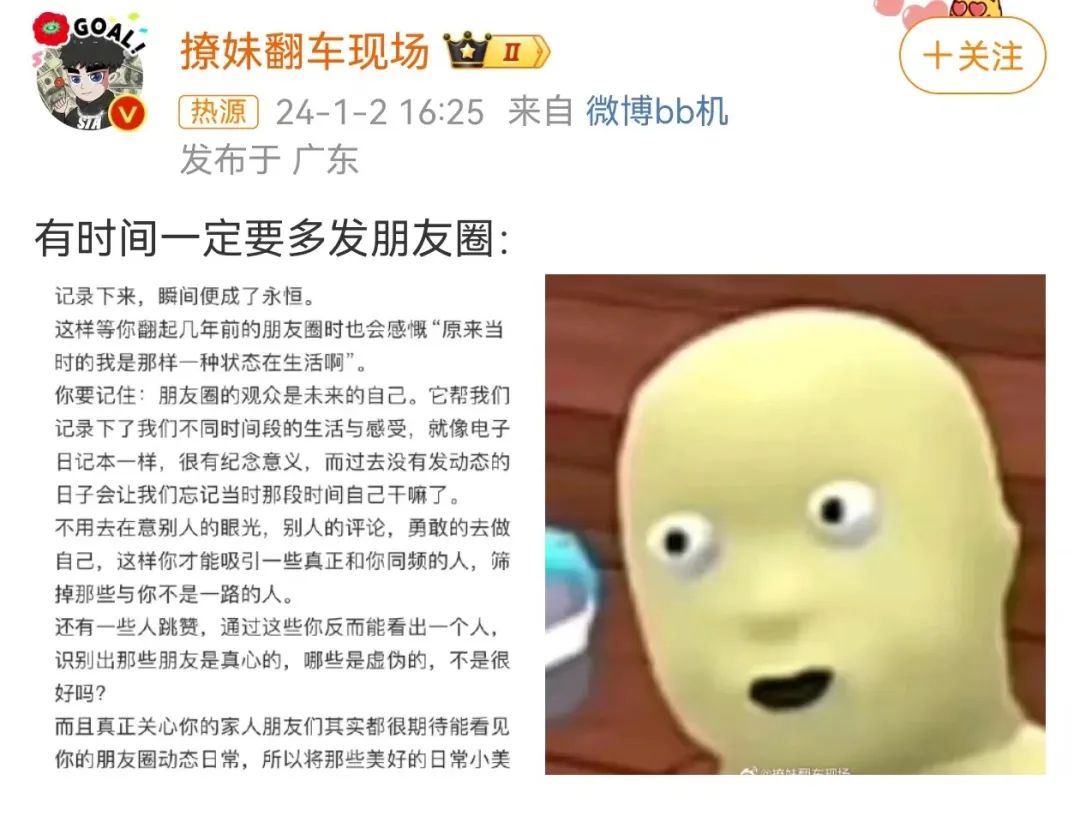 GOAL!
撩妹翻车现场
II
+关注
V
STA
热源 24-1-2 16:25 来自 微博bb机
发布于 广东
有时间一定要多发朋友圈：
记录下来，瞬间便成了永恒。
这样等你翻起几年前的朋友圈时也会感慨“原来当
时的我是那样一种状态在生活啊”。
你要记住：朋友圈的观众是未来的自己。它帮我们
记录下了我们不同时间段的生活与感受，就像电子
日记本一样，很有纪念意义，而过去没有发动态的
日子会让我们忘记当时那段时间自己干嘛了。
不用去在意别人的眼光，别人的评论，勇敢的去做
自己，这样你才能吸引一些真正和你同频的人，筛
掉那些与你不是一路的人。
还有一些人跳赞，通过这些你反而能看出一个人，
识别出那些朋友是真心的，哪些是虚伪的，不是很
好吗？
而且真正关心你的家人朋友们其实都很期待能看见
你的朋友圈动态日常，所以将那些美好的日常小美
@撩妹翻车现场